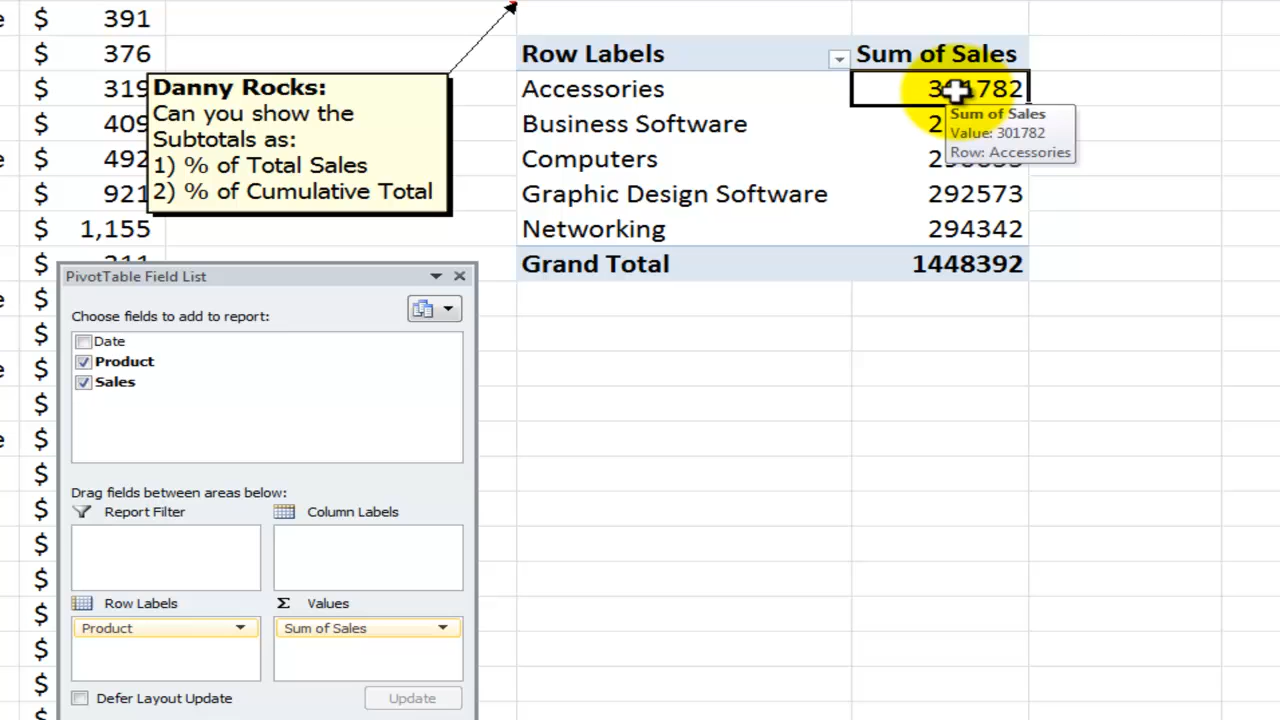 $ 391
$ 376
Row Labels Sum of Sales
$ 319
Accessories
$ 409
Business Software
$ 492
Computers
$ 921
Graphic Design Software 292573
$ 1,155
Networking 294342
$
Grand Total 1448392
Danny Rocks:
Can you show the
Subtotals as:
1) % of Total Sales
2) % of Cumulative Total
Sum of Sales
Value: 301782
Row: Accessories
PivotTable Field List
Choose fields to add to report:
Date
Product
Sales
Drag fields between areas below:
Report Filter
Column Labels
Row Labels
Σ Values
Product
Sum of Sales
Defer Layout Update
Update
$
$
$
$
$
$
$
$
$
$
$
$
$